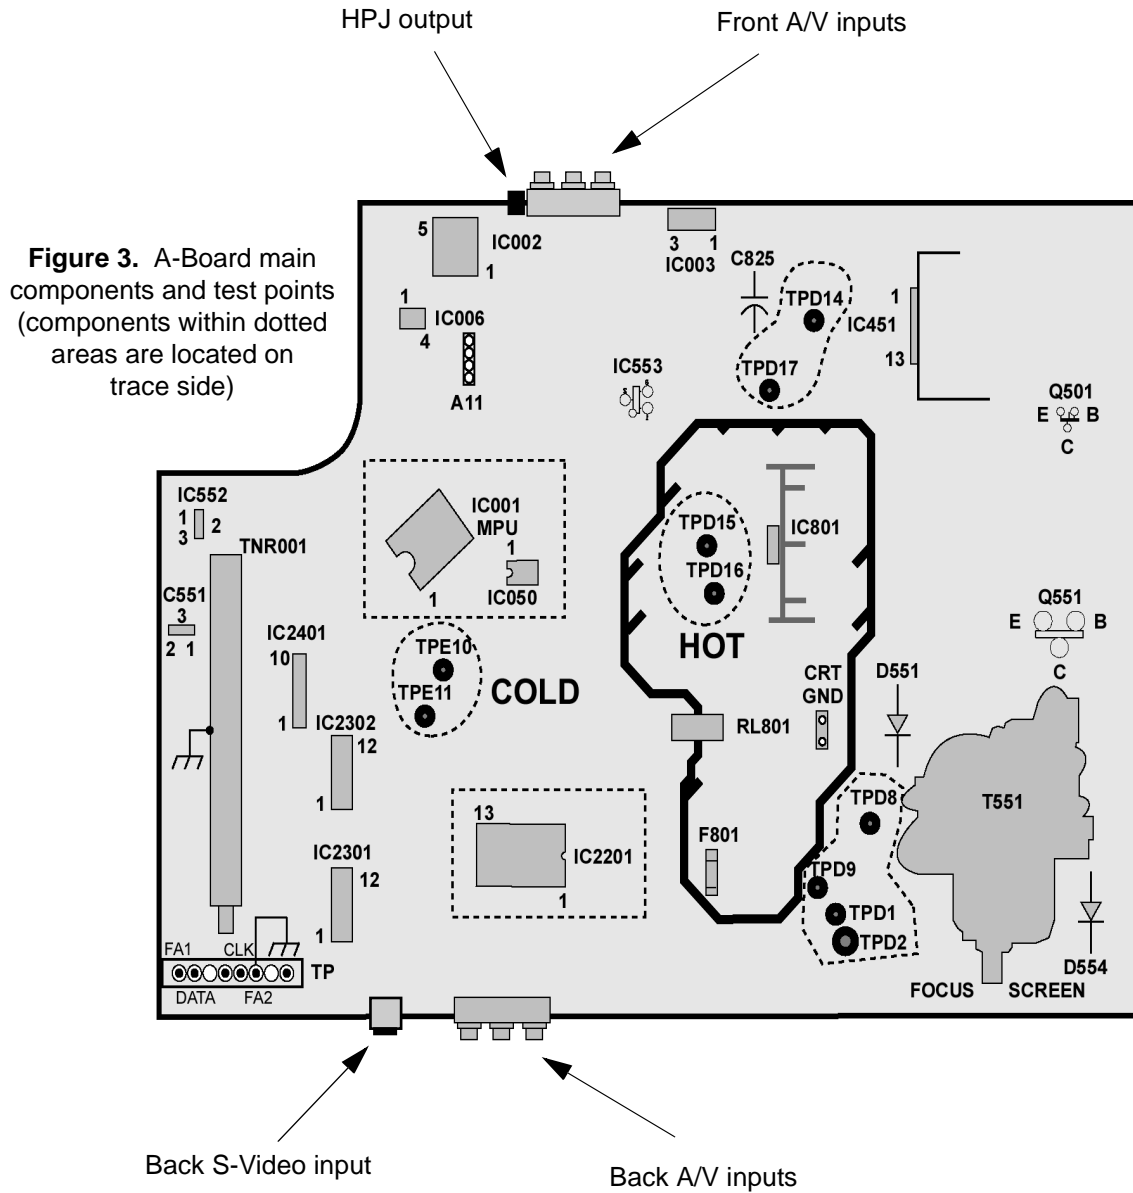 HPJ output
Front A/V inputs
Figure 3. A-Board main
components and test points
(components within dotted
areas are located on
trace side)
5
IC002
1
3 1
IC003
C825
TPD14
1
IC006
4
A11
1
IC451
13
IC553
TPD17
Q501
E B
C
IC552
1
2
3
TNR001
IC001
MPU
1
IC050
1
TPD15
TPD16
IC801
HOT
C551
3
2 1
IC2401
10
1
TPE10
TPE11
COLD
Q551
E B
C
CRT
GND
D551
RL801
IC2302
12
1
TPD8
T551
13
IC2201
1
F801
IC2301
12
1
TPD9
TPD1
TPD2
FA1 CLK
TP
DATA FA2
D554
FOCUS SCREEN
Back S-Video input
Back A/V inputs